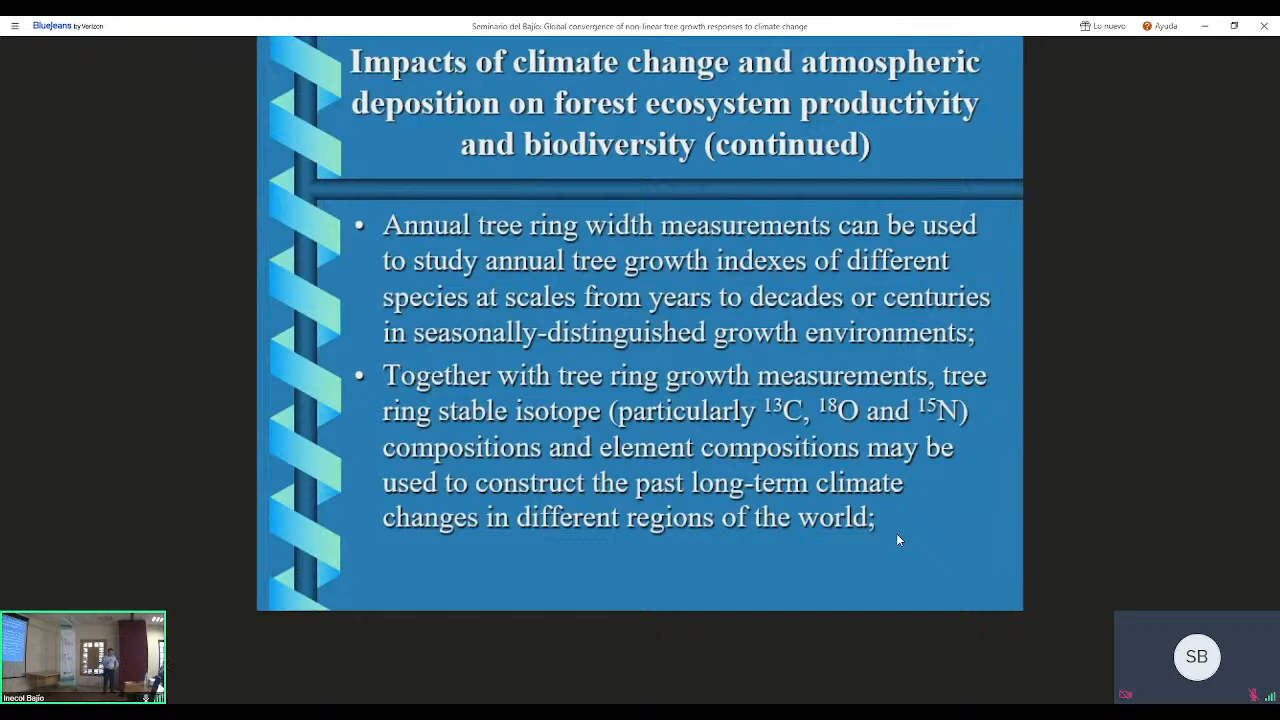 BlueJeans by Verizon
Seminario del Bajío: Global convergence of non-linear tree growth responses to climate change
Lo nuevo
Ayuda
Impacts of climate change and atmospheric
deposition on forest ecosystem productivity
and biodiversity (continued)
• Annual tree ring width measurements can be used
to study annual tree growth indexes of different
species at scales from years to decades or centuries
in seasonally-distinguished growth environments;
• Together with tree ring growth measurements, tree
ring stable isotope (particularly ¹³C, ¹⁸O and ¹⁵N)
compositions and element compositions may be
used to construct the past long-term climate
changes in different regions of the world;
Inecol Bajío
SB